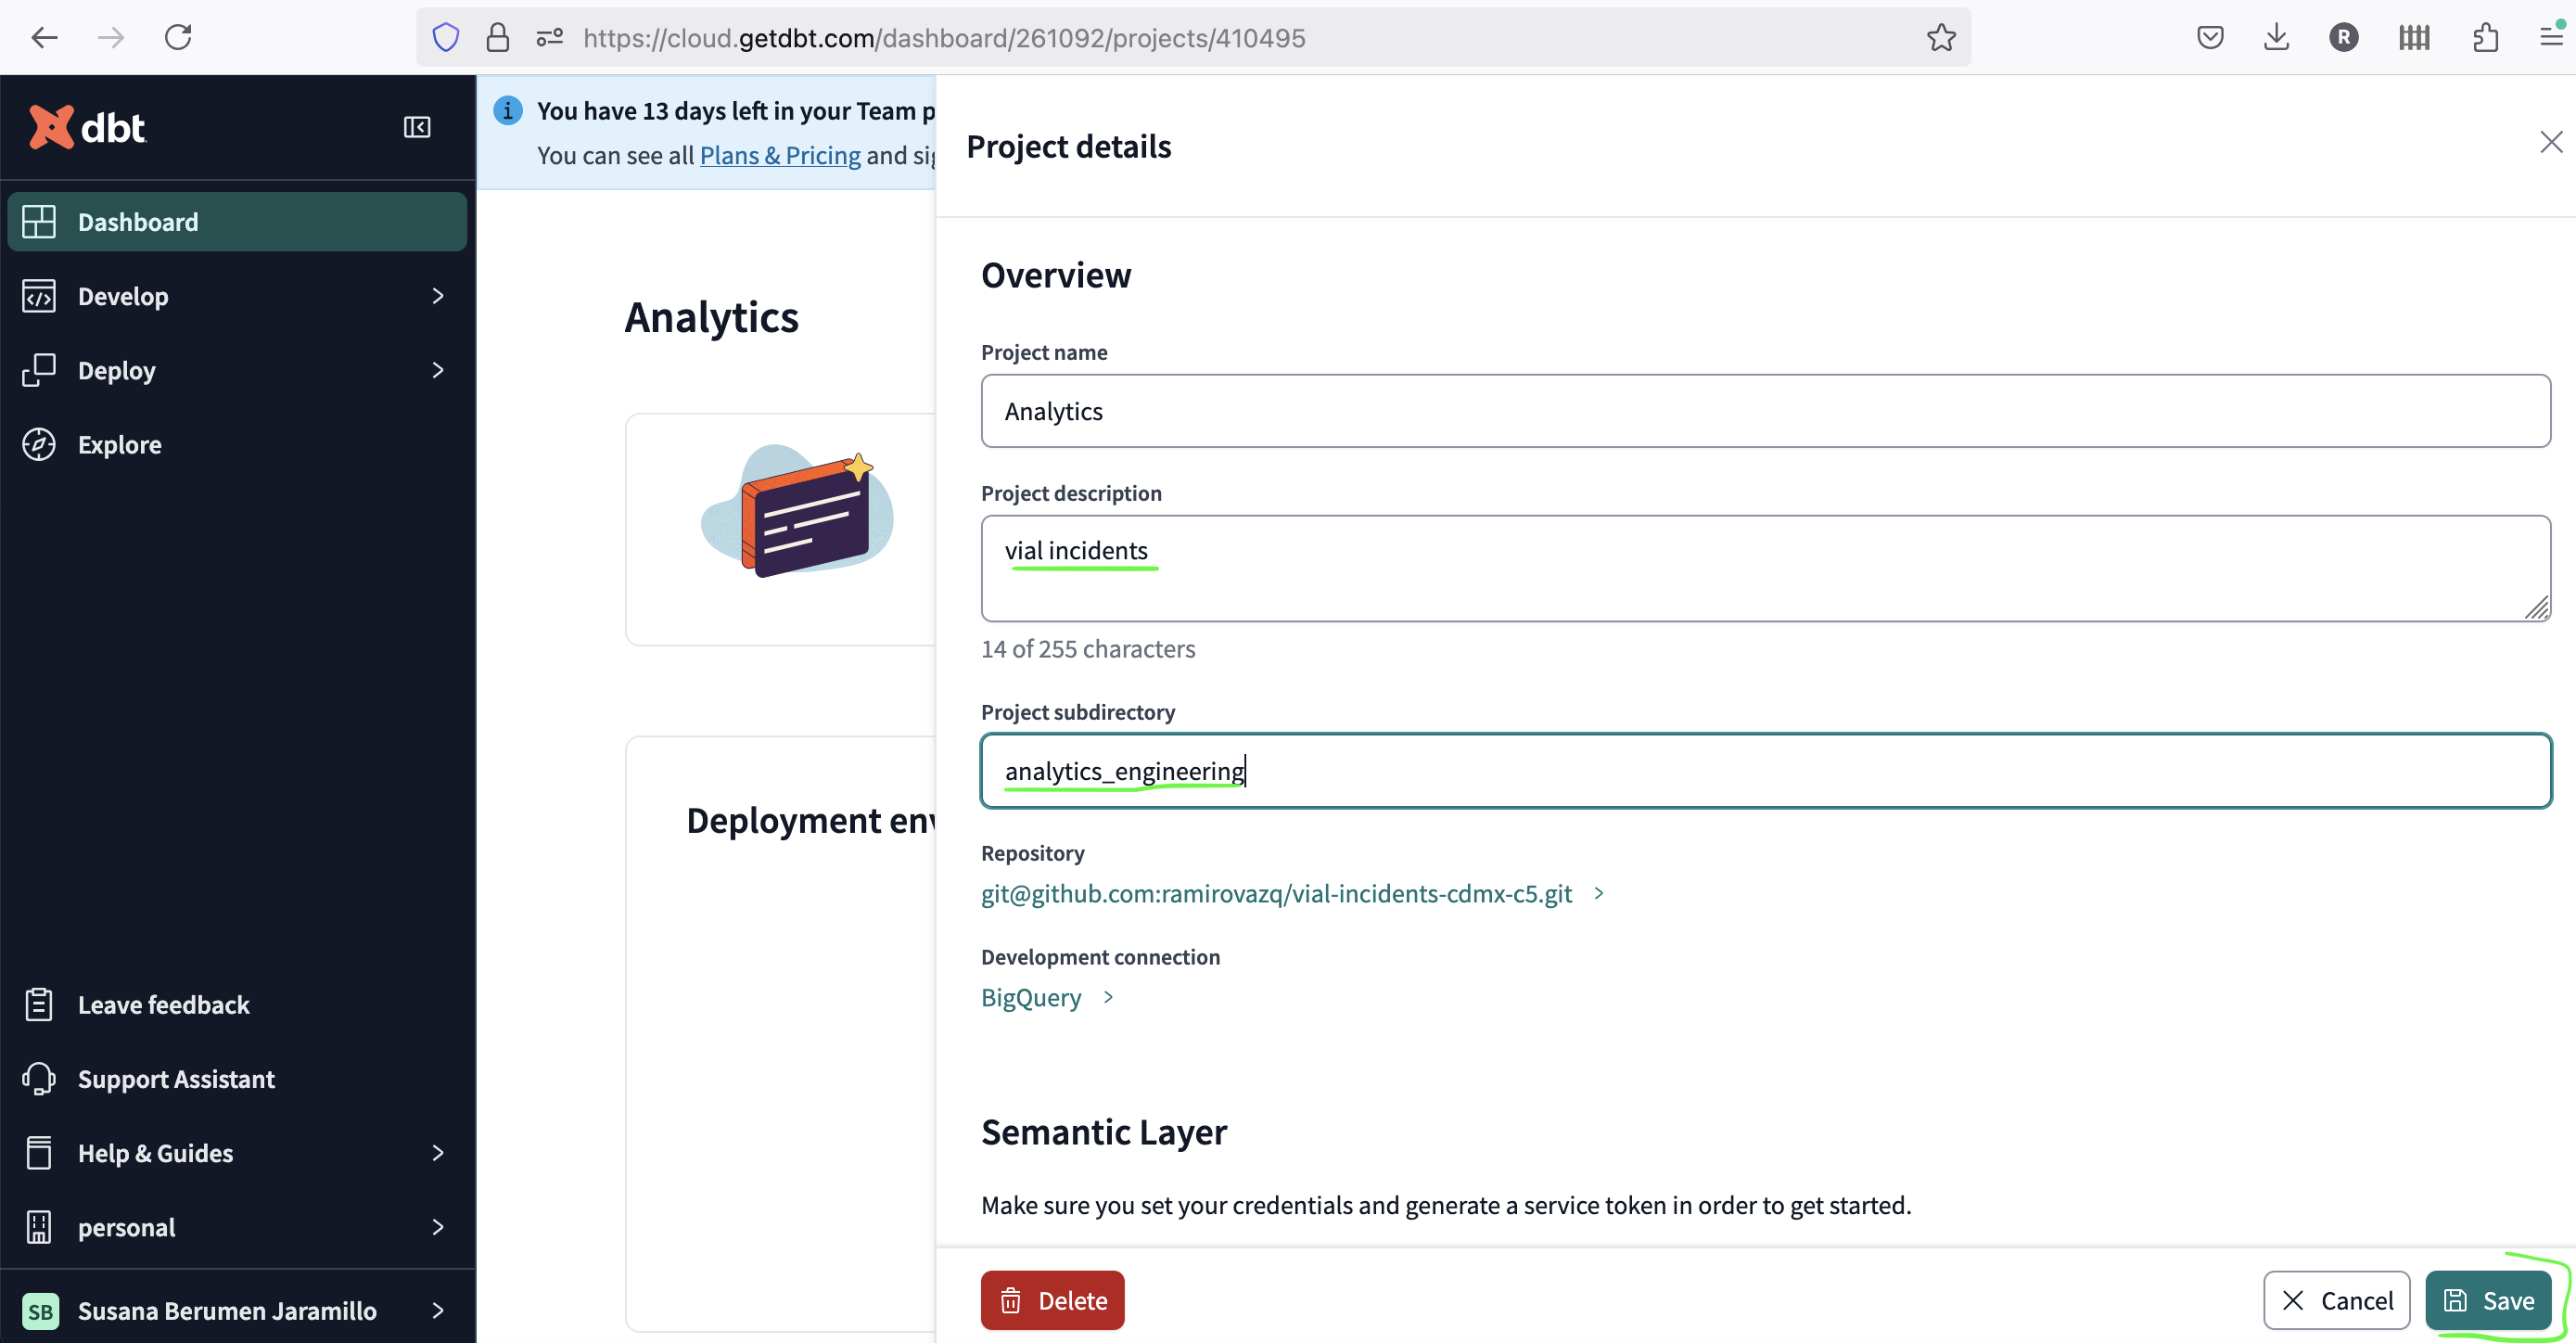 https://cloud.getdbt.com/dashboard/261092/projects/410495
R
dbt
Dashboard
Develop
Deploy
Explore
Leave feedback
Support Assistant
Help & Guides
personal
SB Susana Berumen Jaramillo
You have 13 days left in your Team p
You can see all Plans & Pricing and sig
Analytics
Deployment env
Project details
Overview
Project name
Analytics
Project description
vial incidents
14 of 255 characters
Project subdirectory
analytics_engineering
Repository
git@github.com:ramirovazq/vial-incidents-cdmx-c5.git
Development connection
BigQuery
Semantic Layer
Make sure you set your credentials and generate a service token in order to get started.
Delete
Cancel
Save